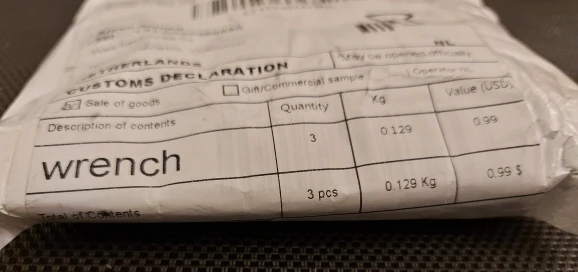 NL
NETHERLANDS
May be opened officially
CUSTOMS DECLARATION
Sale of goods
Gift/Commercial sample
Description of contents
Quantity
Kg
Value (USD)
wrench
3
0.129
0.99
Total of Contents
3 pcs
0.129 Kg
0.99 $